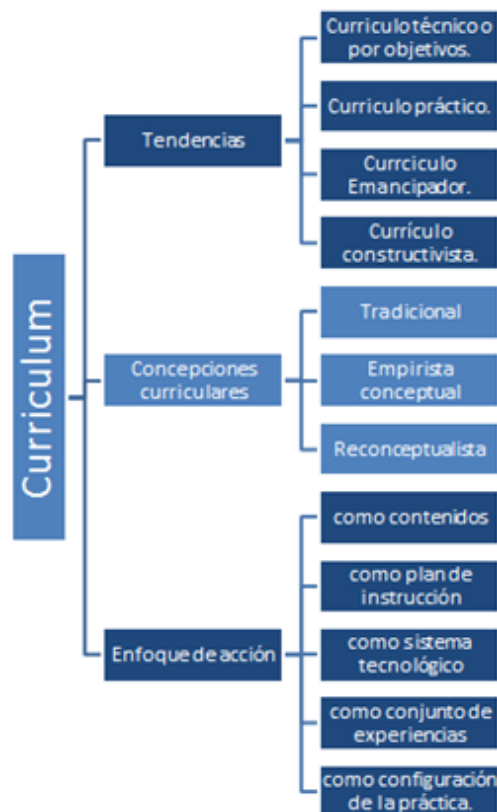 Curriculum
Tendencias
Curriculo técnico o
por objetivos.
Curriculo práctico.
Currciculo
Emancipador.
Currículo
constructivista.
Concepciones
curriculares
Tradicional
Empirista
conceptual
Reconceptualista
Enfoque de acción
como contenidos
como plan de
instrucción
como sistema
tecnológico
como conjunto de
experiencias
como configuración
de la práctica.